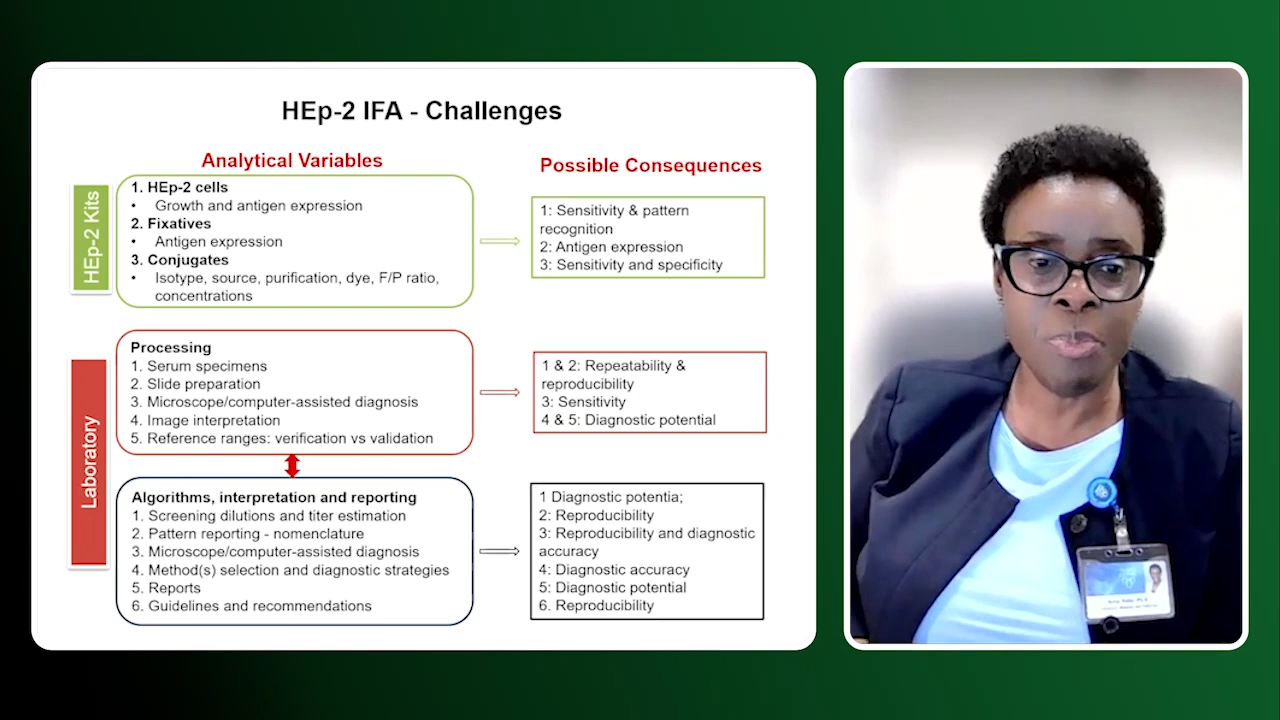 HEp-2 IFA - Challenges
Analytical Variables
Possible Consequences
HEp-2 Kits
1. HEp-2 cells
• Growth and antigen expression
2. Fixatives
• Antigen expression
3. Conjugates
• Isotype, source, purification, dye, F/P ratio,
concentrations
1: Sensitivity & pattern
recognition
2: Antigen expression
3: Sensitivity and specificity
Laboratory
Processing
1. Serum specimens
2. Slide preparation
3. Microscope/computer-assisted diagnosis
4. Image interpretation
5. Reference ranges: verification vs validation
1 & 2: Repeatability &
reproducibility
3: Sensitivity
4 & 5: Diagnostic potential
Algorithms, interpretation and reporting
1. Screening dilutions and titer estimation
2. Pattern reporting - nomenclature
3. Microscope/computer-assisted diagnosis
4. Method(s) selection and diagnostic strategies
5. Reports
6. Guidelines and recommendations
1 Diagnostic potentia;
2: Reproducibility
3: Reproducibility and diagnostic
accuracy
4: Diagnostic accuracy
5: Diagnostic potential
6. Reproducibility